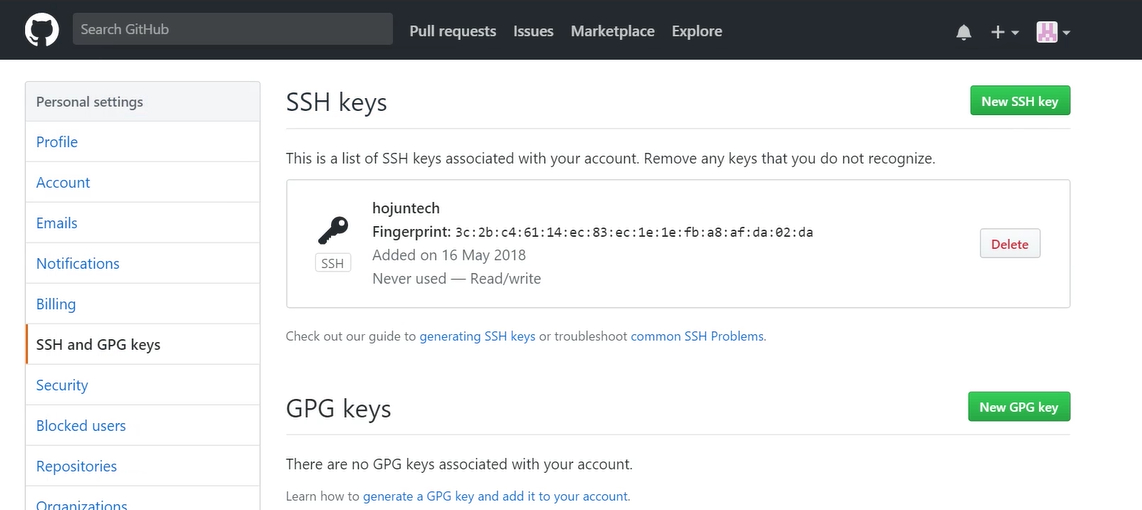 Search GitHub
Pull requests
Issues
Marketplace
Explore
Personal settings
Profile
Account
Emails
Notifications
Billing
SSH and GPG keys
Security
Blocked users
Repositories
Organizations
SSH keys
New SSH key
This is a list of SSH keys associated with your account. Remove any keys that you do not recognize.
SSH
hojuntech
Fingerprint: 3c:2b:c4:61:14:ec:83:ec:1e:1e:fb:a8:af:da:02:da
Added on 16 May 2018
Never used — Read/write
Delete
Check out our guide to generating SSH keys or troubleshoot common SSH Problems.
GPG keys
New GPG key
There are no GPG keys associated with your account.
Learn how to generate a GPG key and add it to your account.